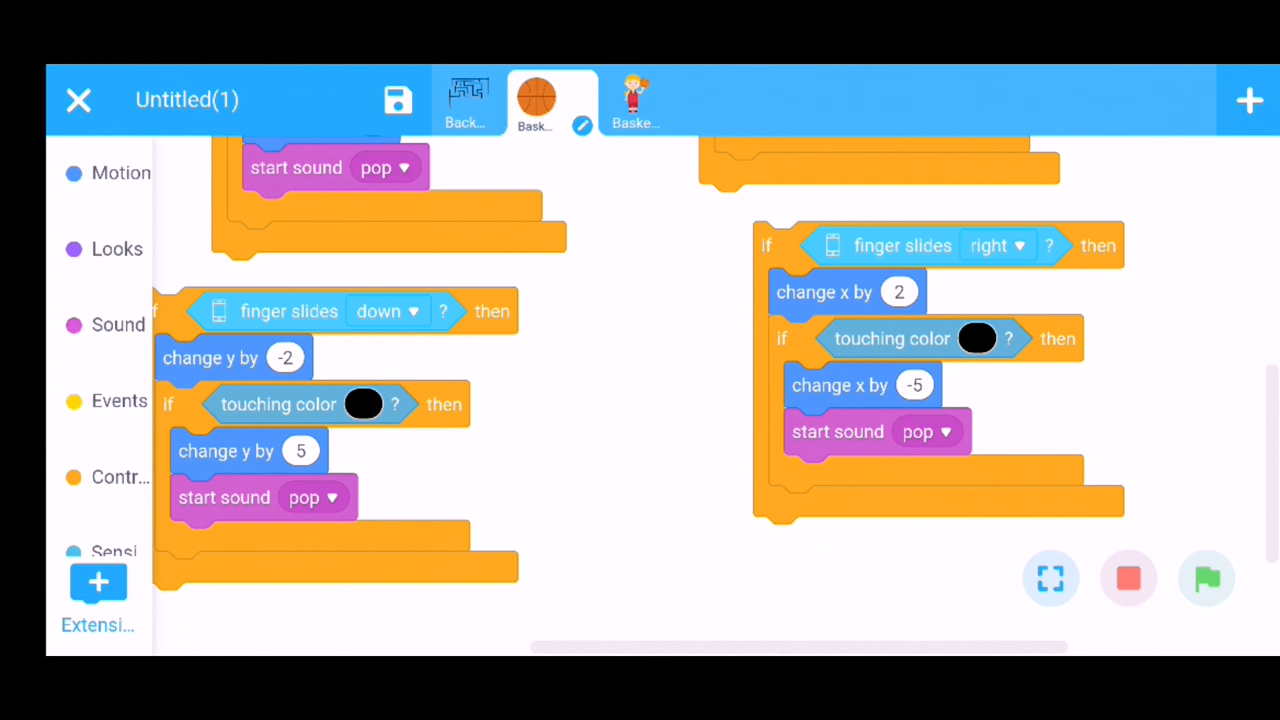 Untitled(1)
Back...
Bask...
Baske...
Motion
Looks
Sound
Events
Contr...
Sensi
Extensi...
start sound pop
if finger slides down ? then
change y by -2
if touching color ? then
change y by 5
start sound pop
if finger slides right ? then
change x by 2
if touching color ? then
change x by -5
start sound pop